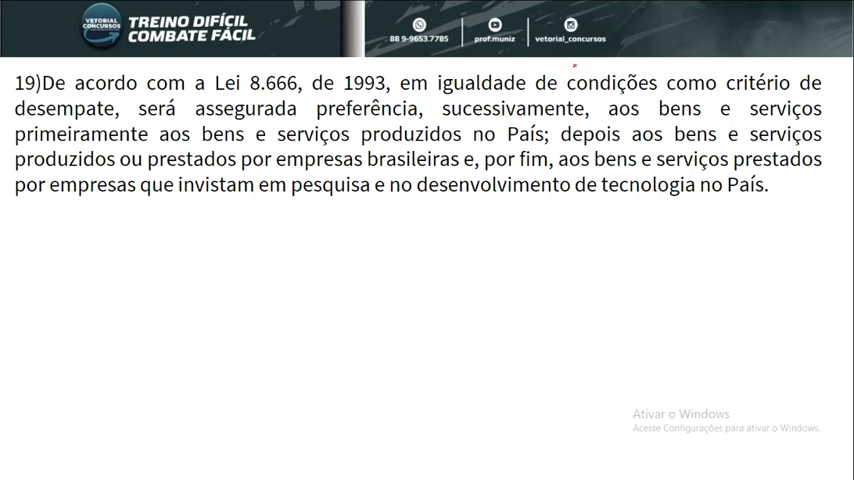 VETORIAL
CONCURSOS
TREINO DIFÍCIL
COMBATE FÁCIL
88 9-9653.7785
prof.muniz
vetorial_concursos
19)De acordo com a Lei 8.666, de 1993, em igualdade de condições como critério de
desempate, será assegurada preferência, sucessivamente, aos bens e serviços
primeiramente aos bens e serviços produzidos no País; depois aos bens e serviços
produzidos ou prestados por empresas brasileiras e, por fim, aos bens e serviços prestados
por empresas que invistam em pesquisa e no desenvolvimento de tecnologia no País.
Ativar o Windows
Acesse Configurações para ativar o Windows.